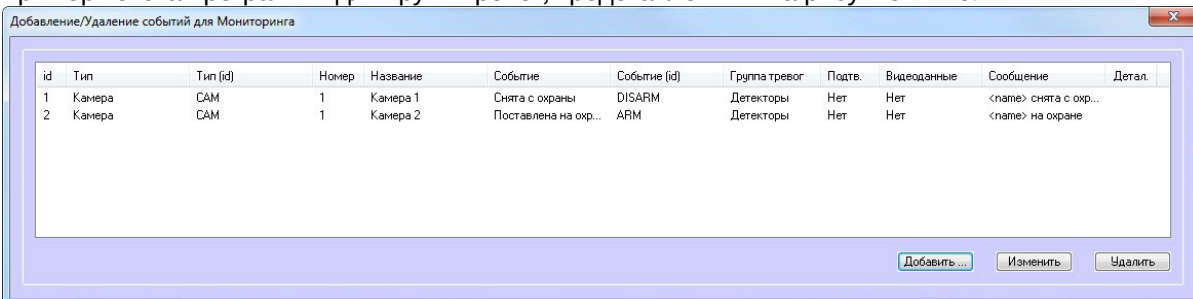 Добавление/Удаление событий для Мониторинга
id Тип Тип (id) Номер Название Событие Событие (id) Группа тревог Подтв. Видеоданные Сообщение Детал.
1 Камера CAM 1 Камера 1 Снята с охраны DISARM Детекторы Нет Нет <name> снята с охр...
2 Камера CAM 1 Камера 2 Поставлена на охр... ARM Детекторы Нет Нет <name> на охране
Добавить ... Изменить Удалить